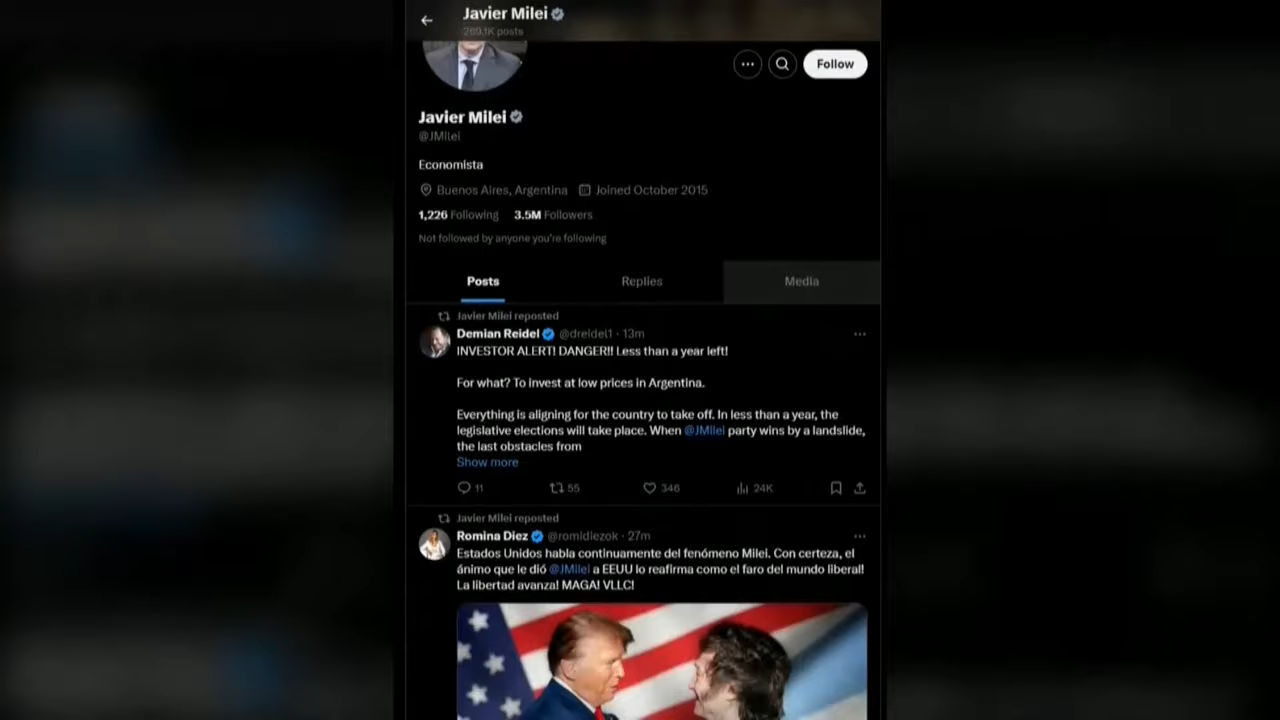 Javier Milei
289.1K posts
Follow
Javier Milei
@JMilei
Economista
Buenos Aires, Argentina Joined October 2015
1,226 Following 3.5M Followers
Not followed by anyone you're following
Posts Replies Media
Javier Milei reposted
Demian Reidel @dreidel1 · 13m
INVESTOR ALERT! DANGER!! Less than a year left!
For what? To invest at low prices in Argentina.
Everything is aligning for the country to take off. In less than a year, the
legislative elections will take place. When @JMilei party wins by a landslide,
the last obstacles from
Show more
11 55 346 24K
Javier Milei reposted
Romina Diez @romidiezok · 27m
Estados Unidos habla continuamente del fenómeno Milei. Con certeza, el
ánimo que le dió @JMilei a EEUU lo reafirma como el faro del mundo liberal!
La libertad avanza! MAGA! VLLC!